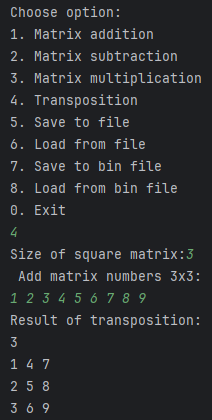 Choose option:
1. Matrix addition
2. Matrix subtraction
3. Matrix multiplication
4. Transposition
5. Save to file
6. Load from file
7. Save to bin file
8. Load from bin file
0. Exit
4
Size of square matrix:3
Add matrix numbers 3x3:
1 2 3 4 5 6 7 8 9
Result of transposition:
3
1 4 7
2 5 8
3 6 9